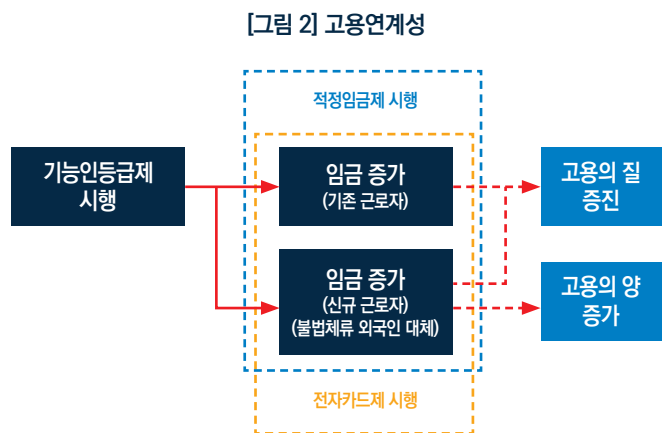 [그림 2] 고용연계성
적정임금제 시행
기능인등급제
시행
임금 증가
(기존 근로자)
고용의 질
증진
임금 증가
(신규 근로자)
(불법체류 외국인 대체)
고용의 양
증가
전자카드제 시행